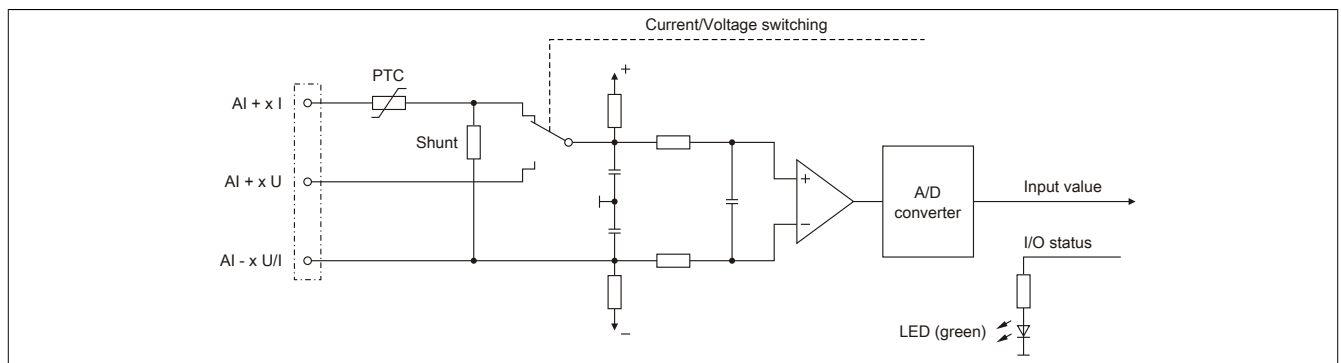 Current/Voltage switching
PTC
+
AI + x I
Shunt
AI + x U
+
−
A/D
converter
Input value
AI - x U/I
I/O status
−
LED (green)